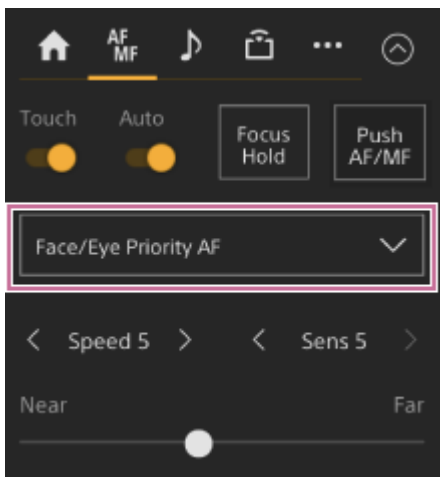 AF
MF
Touch
Auto
Focus
Hold
Push
AF/MF
Face/Eye Priority AF
Speed 5
Sens 5
Near
Far